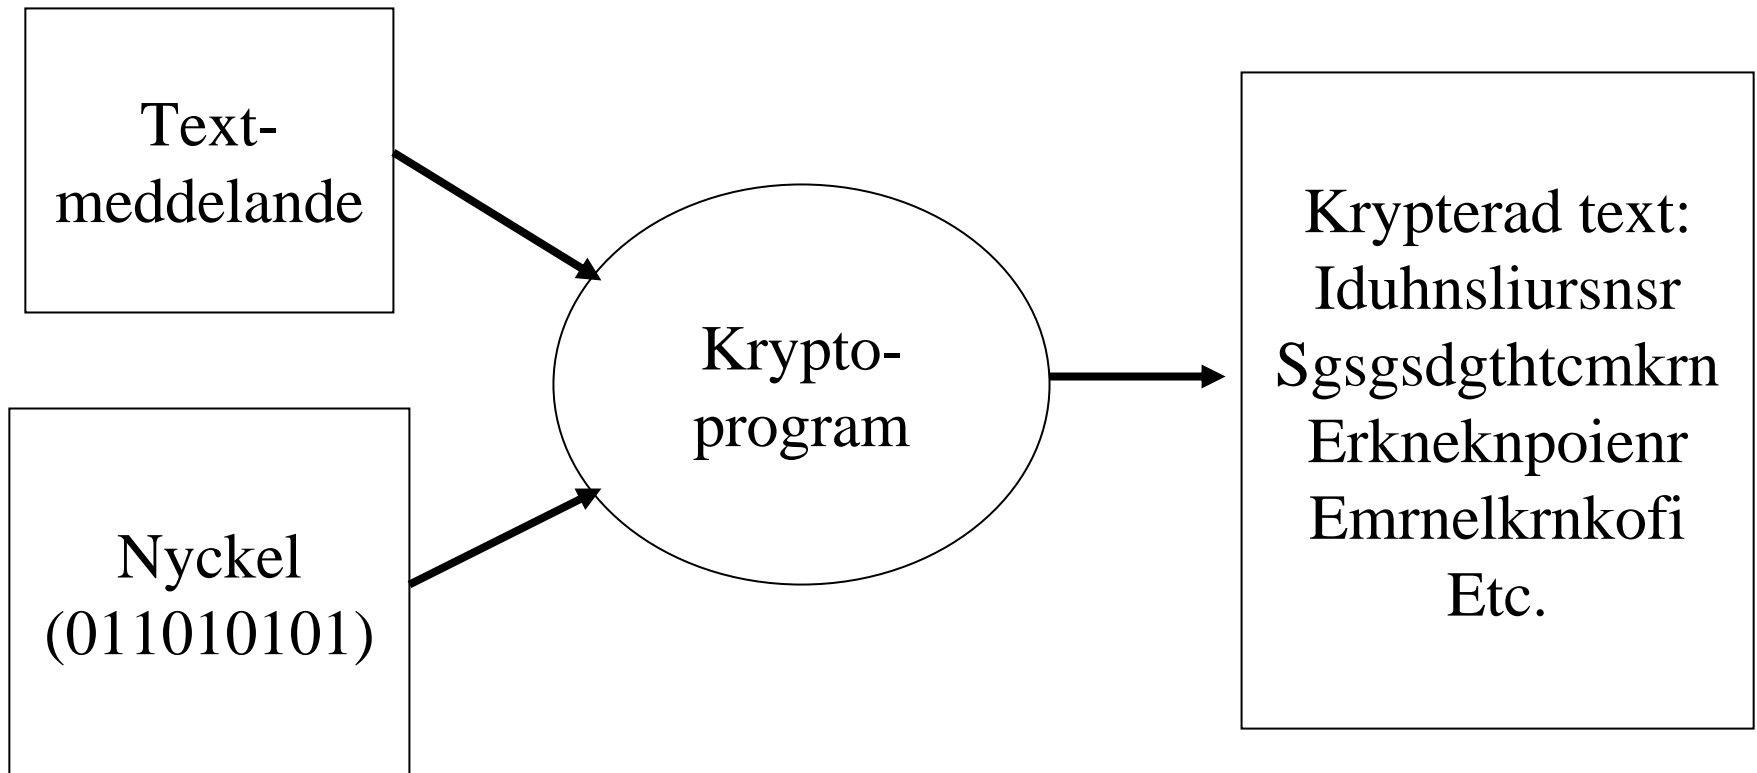 Text-
meddelande
Nyckel
(011010101)
Krypto-
program
Krypterad text:
Iduhnsliursnsr
Sgsgsdgthtcmkrn
Erkneknpoienr
Emrnelkrnkofi
Etc.